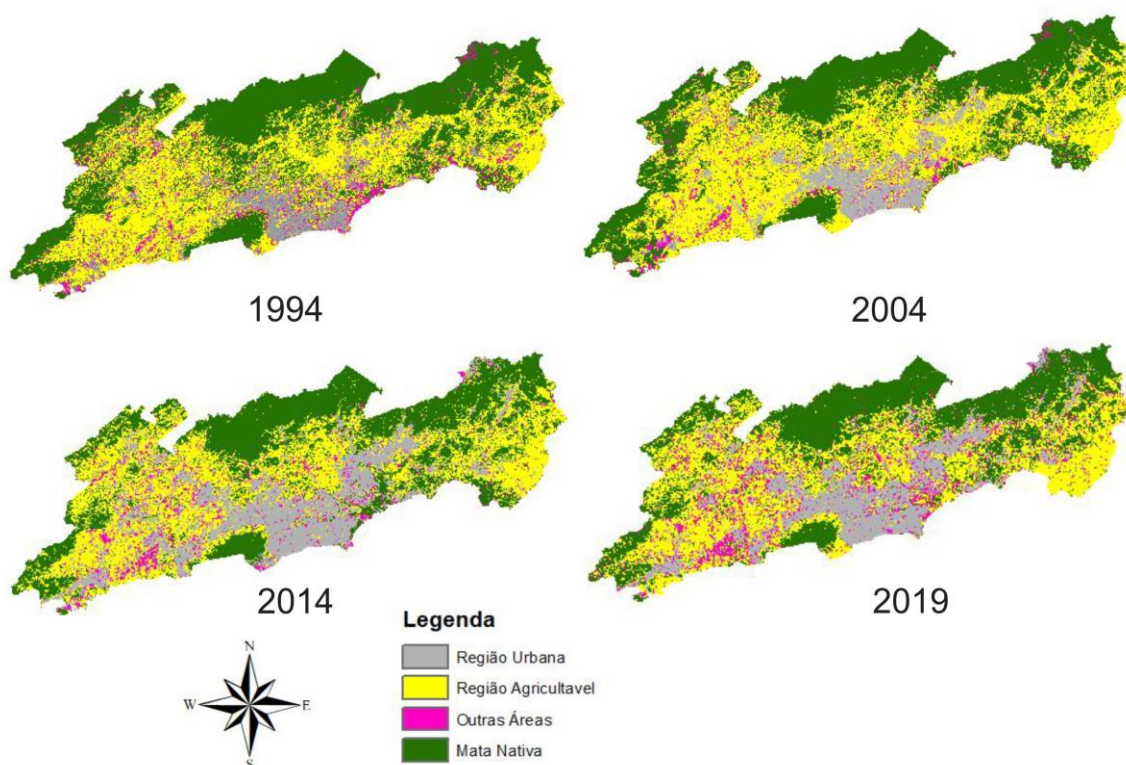 1994
2004
2014
2019
Legenda
Região Urbana
Região Agricultavel
Outras Áreas
Mata Nativa
N
W E
S